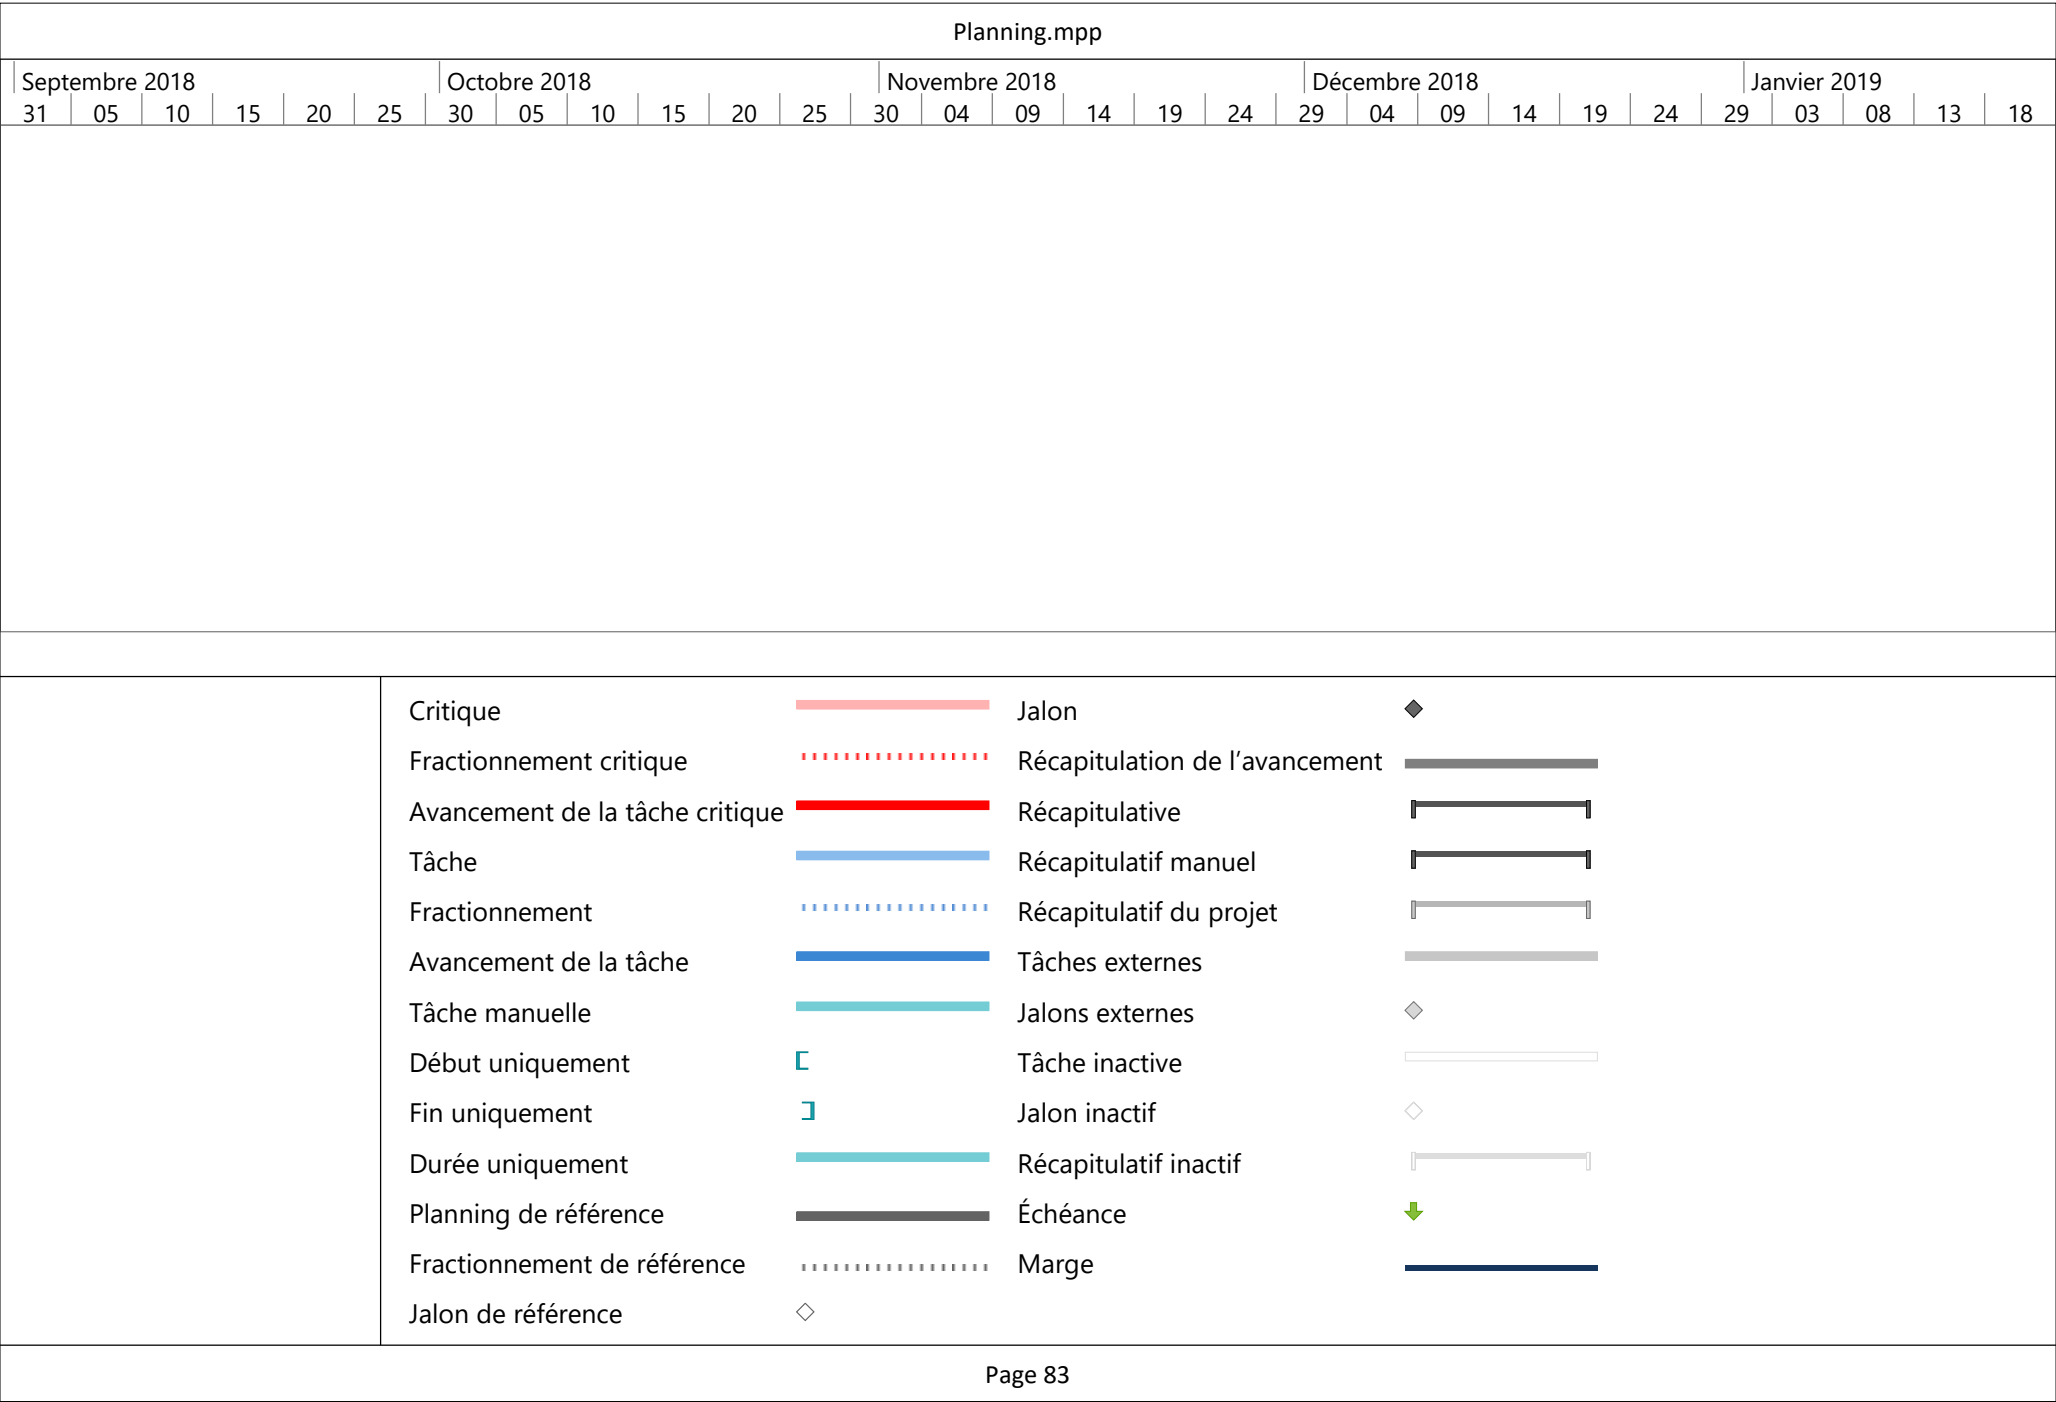 Planning.mpp
Septembre 2018 Octobre 2018 Novembre 2018 Décembre 2018 Janvier 2019
31 05 10 15 20 25 30 05 10 15 20 25 30 04 09 14 19 24 29 04 09 14 19 24 29 03 08 13 18
Critique
Fractionnement critique
Avancement de la tâche critique
Tâche
Fractionnement
Avancement de la tâche
Tâche manuelle
Début uniquement
Fin uniquement
Durée uniquement
Planning de référence
Fractionnement de référence
Jalon de référence
Jalon
Récapitulation de l’avancement
Récapitulative
Récapitulatif manuel
Récapitulatif du projet
Tâches externes
Jalons externes
Tâche inactive
Jalon inactif
Récapitulatif inactif
Échéance
Marge
Page 83